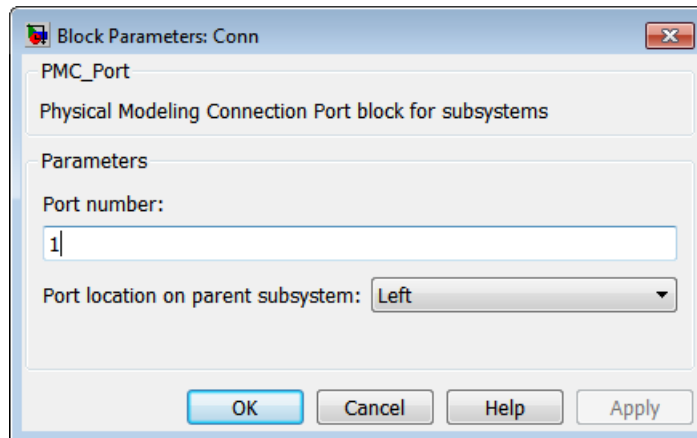 Block Parameters: Conn
PMC_Port
Physical Modeling Connection Port block for subsystems
Parameters
Port number:
1
Port location on parent subsystem: Left
OK Cancel Help Apply